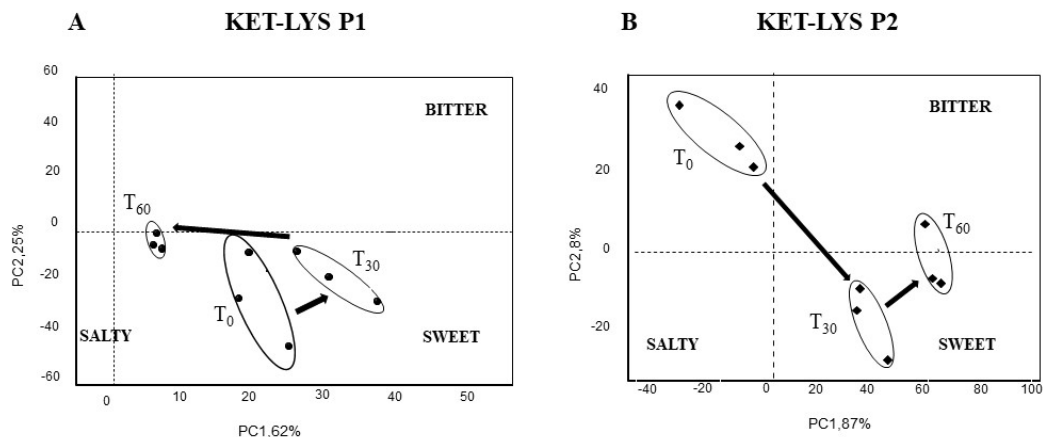 A
KET-LYS P1
60
40
20
0
-20
-40
-60
PC2,25%
BITTER
T60
T30
T0
SALTY
SWEET
0
10
20
30
40
50
PC1.62%
B
KET-LYS P2
40
20
0
-20
PC2,8%
BITTER
T0
T60
T30
SALTY
SWEET
-40
-20
0
20
40
60
80
100
PC1,87%